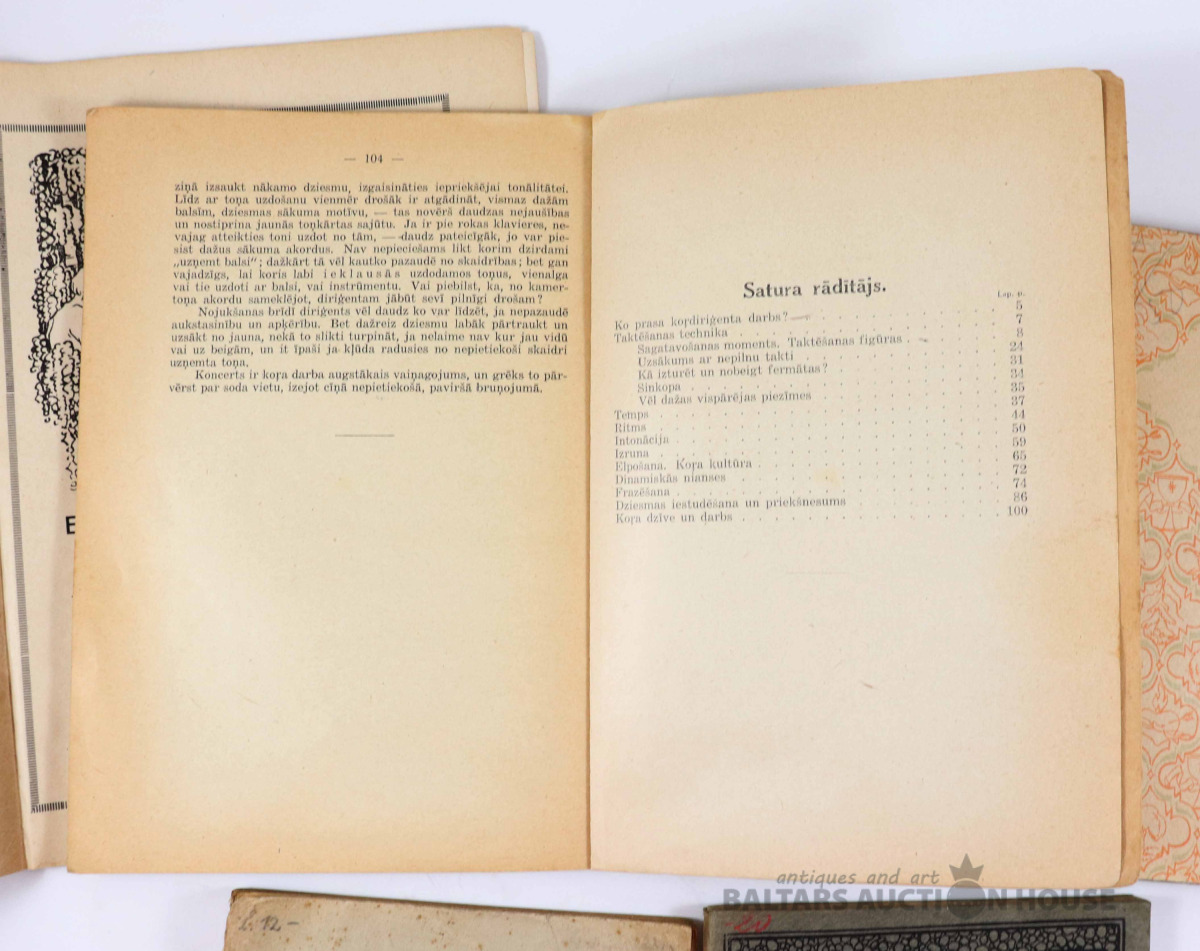 — 104 —
ziņā izsaukt nākamo dziesmu, izgaisināties iepriekšējai tonālitātei.
Līdz ar toņa uzdošanu vienmēr drošāk ir atgādināt, vismaz dažām
balsīm, dziesmas sākuma motīvu, — tas novērš daudzas nejaušības
un nostiprina jaunās toņkārtas sajūtu. Ja ir pie rokas klavieres, ne-
vajag atteikties toni uzdot no tām, — daudz pateicīgāk, jo var pie-
sist dažus sākuma akordus. Nav nepieciešams likt korim dzirdami
„uzņemt balsi“; dažkārt tā vēl kautko pazaudē no skaidrības; bet gan
vajadzīgs, lai koris labi ieklausās uzdodamos toņus, vienalga
vai tie uzdoti ar balsi, vai instrūmentu. Vai piebilst, ka, no kamer-
toņa akordu sameklējot, diriģentam jābūt sevī pilnīgi drošam?
Nojukšanas brīdī diriģents vēl daudz ko var līdzēt, ja nepazaudē
aukstasinību un apķērību. Bet dažreiz dziesmu labāk pārtraukt un
uzsākt no jauna, nekā to slikti turpināt, ja nelaime nav kur jau vidū
vai uz beigām, un it īpaši ja kļūda radusies no nepietiekoši skaidri
uzņemta toņa.
Koncerts ir koŗa darba augstākais vaiņagojums, un grēks to pār-
vērst par soda vietu, izejot cīņā nepietiekošā, paviršā bruņojumā.
Satura rādītājs.
Lap. p.
Ko prasa koŗdiriģenta darbs? 5
Taktēšanas technika 7
Sagatavošanas moments. Taktēšanas figūras 8
Uzsākums ar nepilnu takti 24
Kā izturēt un nobeigt fermātas? 31
Sinkopa 34
Vēl dažas vispārējas piezīmes 35
Temps 37
Ritms 44
Intonācija 50
Izruna 59
Elpošana. Koŗa kultūra 65
Dinamiskās nianses 72
Frazēšana 74
Dziesmas iestudēšana un priekšnesums 86
Koŗa dzīve un darbs 100
E
antiques and art
BALTARS AUCTION HOUSE